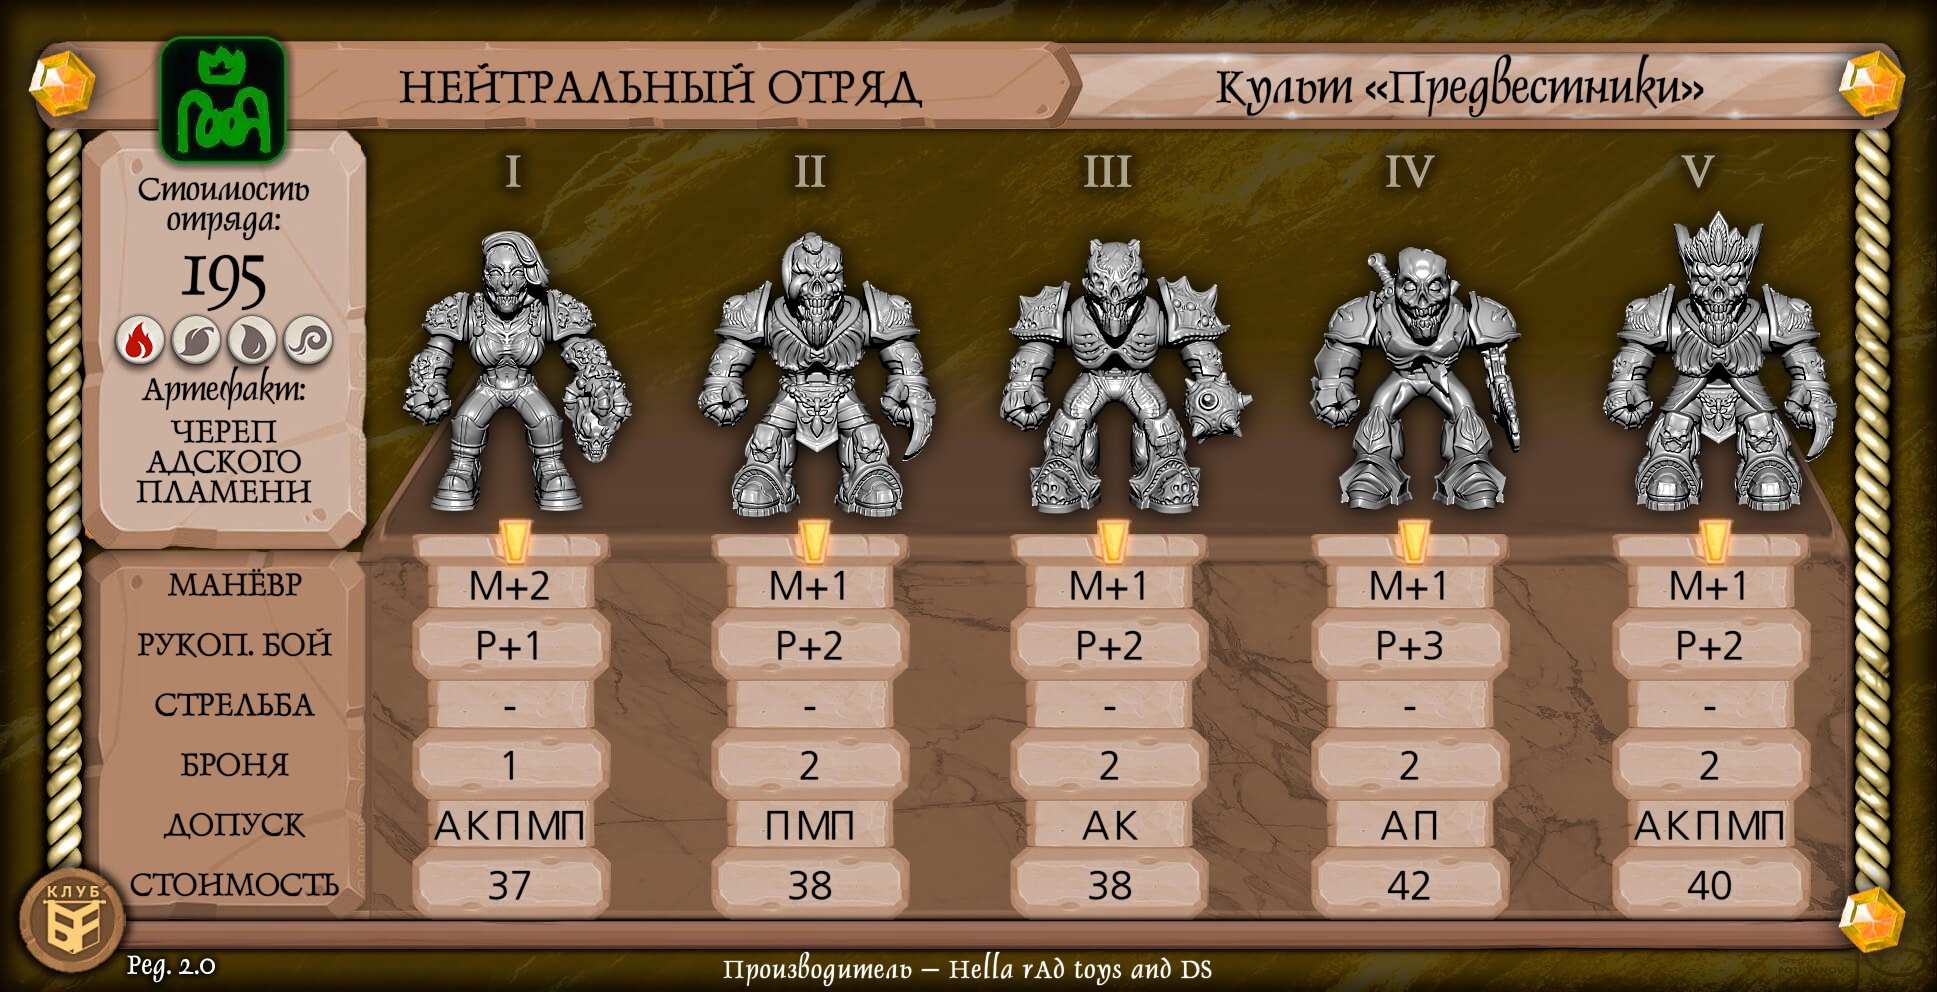 НЕЙТРАЛЬНЫЙ ОТРЯД
Культ «Предвестники»
Стоимость
отряда:
195
Артефакт:
ЧЕРЕП
АДСКОГО
ПЛАМЕНИ
I II III IV V
МАНЁВР М+2 М+1 М+1 М+1 М+1
РУКОП. БОЙ Р+1 Р+2 Р+2 Р+3 Р+2
СТРЕЛЬБА - - - - -
БРОНЯ 1 2 2 2 2
ДОПУСК АКПМП ПМП АК АП АКПМП
СТОИМОСТЬ 37 38 38 42 40
КЛУБ
Ред. 2.0
Производитель – Hella rAd toys and DS